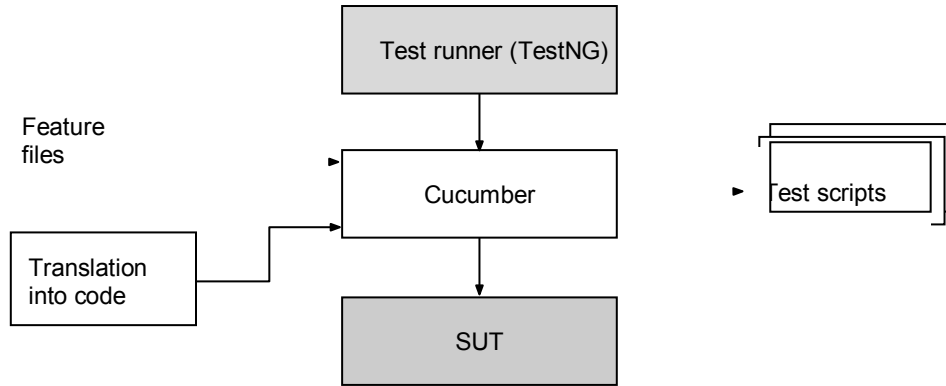 Test runner (TestNG)
Feature
files
Cucumber
Test scripts
Translation
into code
SUT